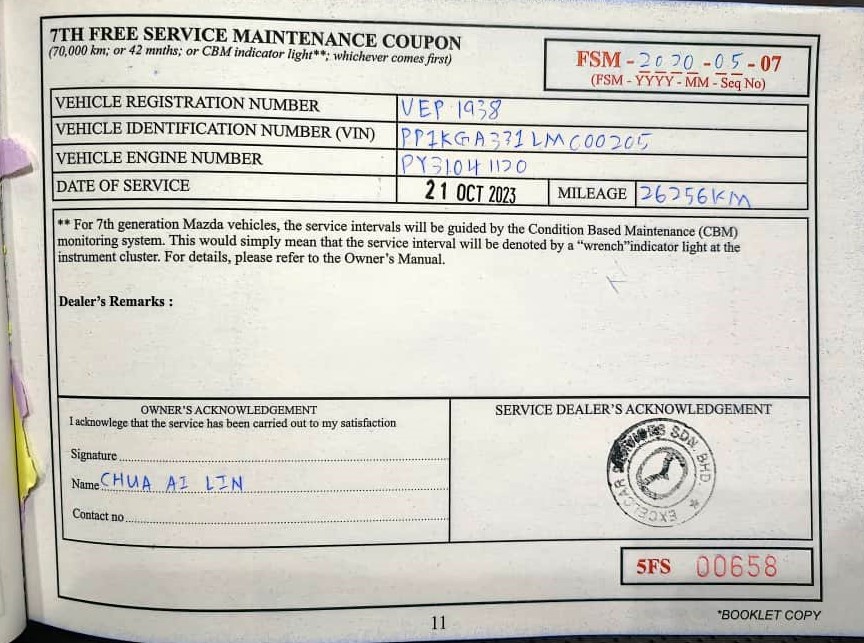 7TH FREE SERVICE MAINTENANCE COUPON
(70,000 km; or 42 mnths; or CBM indicator light**; whichever comes first)
FSM - 2020 - 05 - 07
(FSM - YYYY - MM - Seq No)
VEHICLE REGISTRATION NUMBER VEP 1938
VEHICLE IDENTIFICATION NUMBER (VIN) PP1KGA331LMC00205
VEHICLE ENGINE NUMBER PY31041120
DATE OF SERVICE 21 OCT 2023 MILEAGE 26256KM
** For 7th generation Mazda vehicles, the service intervals will be guided by the Condition Based Maintenance (CBM)
monitoring system. This would simply mean that the service interval will be denoted by a “wrench”indicator light at the
instrument cluster. For details, please refer to the Owner's Manual.
Dealer's Remarks :
OWNER'S ACKNOWLEDGEMENT
I acknowlege that the service has been carried out to my satisfaction
Signature
Name CHUA AI LIN
Contact no
SERVICE DEALER'S ACKNOWLEDGEMENT
EXCELCAR SERVICES SDN. BHD.
5FS 00658
11
*BOOKLET COPY